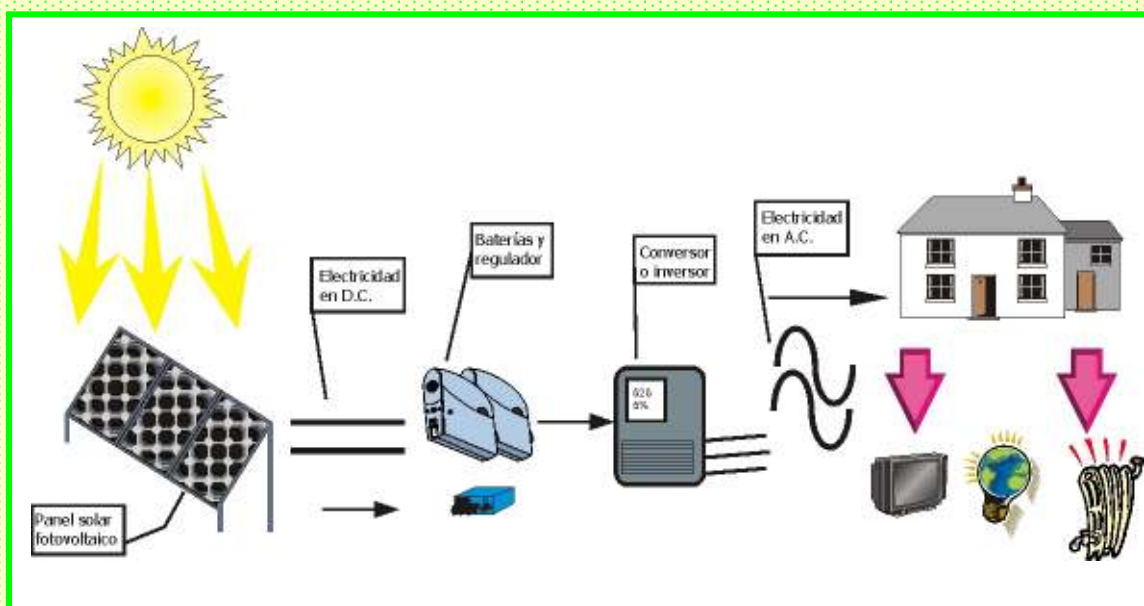 Electricidad
en A.C.
Baterías y
regulador
Conversor
o inversor
Electricidad
en D.C.
Panel solar
fotovoltaico